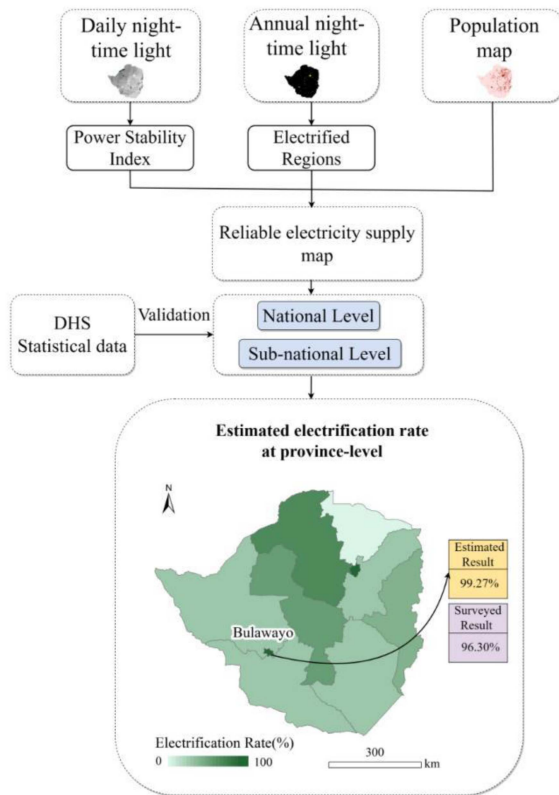 Daily night-
time light
Annual night-
time light
Population
map
Power Stability
Index
Electrified
Regions
Reliable electricity supply
map
DHS
Statistical data
Validation
National Level
Sub-national Level
Estimated electrification rate
at province-level
N
Estimated
Result
99.27%
Surveyed
Result
96.30%
Bulawayo
Electrification Rate(%)
0
100
300
km